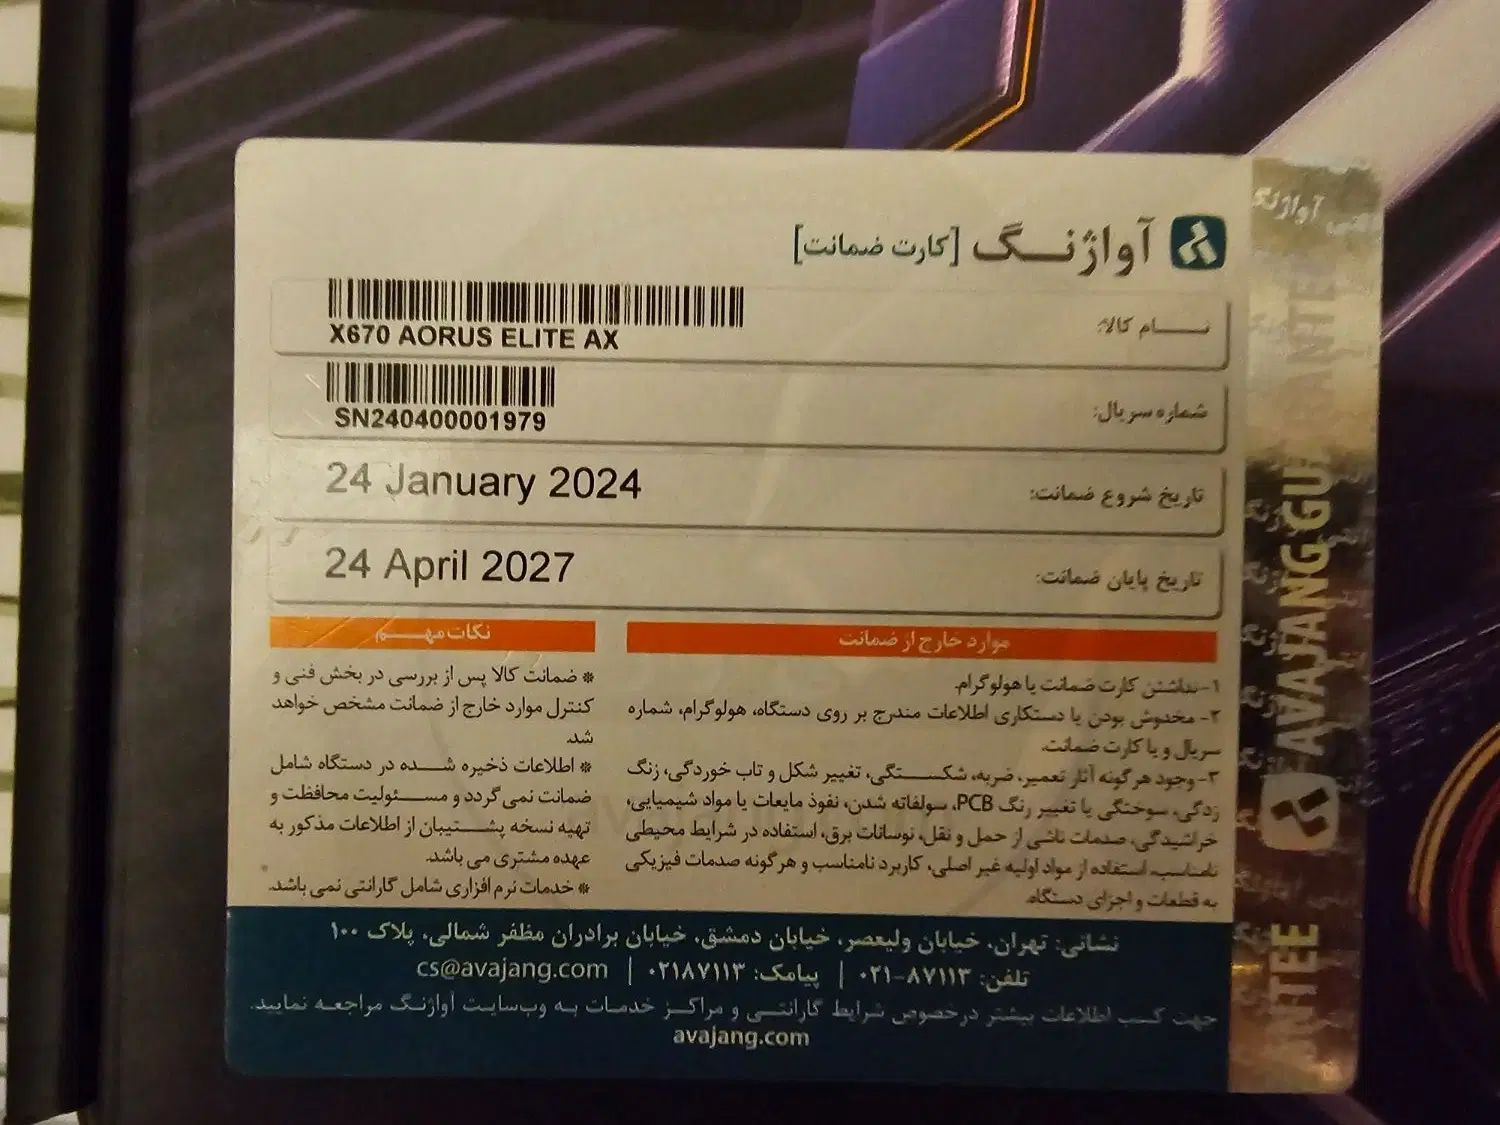 آواژنگ [کارت ضمانت]
نام کالا:
X670 AORUS ELITE AX
شماره سریال:
SN240400001979
تاریخ شروع ضمانت:
24 January 2024
تاریخ پایان ضمانت:
24 April 2027
موارد خارج از ضمانت
۱- نداشتن کارت ضمانت یا هولوگرام.
۲- مخدوش بودن یا دستکاری اطلاعات مندرج بر روی دستگاه، هولوگرام، شماره
سریال و یا کارت ضمانت.
۳- وجود هرگونه آثار تعمیر، ضربه، شکستگی، تغییر شکل و تاب خوردگی، زنگ
زدگی، سوختگی یا تغییر رنگ PCB، سولفاته شدن، نفوذ مایعات یا مواد شیمیایی،
خراشیدگی، صدمات ناشی از حمل و نقل، نوسانات برق، استفاده در شرایط محیطی
نامناسب، استفاده از مواد اولیه غیر اصلی، کاربرد نامناسب و هرگونه صدمات فیزیکی
به قطعات و اجزای دستگاه.
نکات مهم
* ضمانت کالا پس از بررسی در بخش فنی و
کنترل موارد خارج از ضمانت مشخص خواهد
شد.
* اطلاعات ذخیره شده در دستگاه شامل
ضمانت نمی گردد و مسئولیت محافظت و
تهیه نسخه پشتیبان از اطلاعات مذکور به
عهده مشتری می باشد.
* خدمات نرم افزاری شامل گارانتی نمی باشد.
نشانی: تهران، خیابان ولیعصر، خیابان دمشق، خیابان برادران مظفر شمالی، پلاک ۱۰۰
تلفن: ۸۷۱۱۳-۰۲۱ | پیامک: ۰۲۱۸۷۱۱۳ | cs@avajang.com
جهت کسب اطلاعات بیشتر در خصوص شرایط گارانتی و مراکز خدمات به وب‌سایت آواژنگ مراجعه نمایید.
avajang.com
آواژنگ
AVAJANG GU
ANTEE